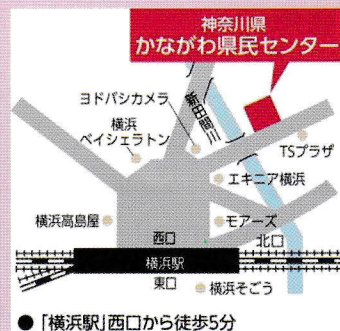 神奈川県
かながわ県民センター
ヨドバシカメラ
新田間川
横浜
ベイシェラトン
TSプラザ
エキニア横浜
横浜高島屋
モアーズ
西口
北口
横浜駅
東口
横浜そごう
●「横浜駅」西口から徒歩5分